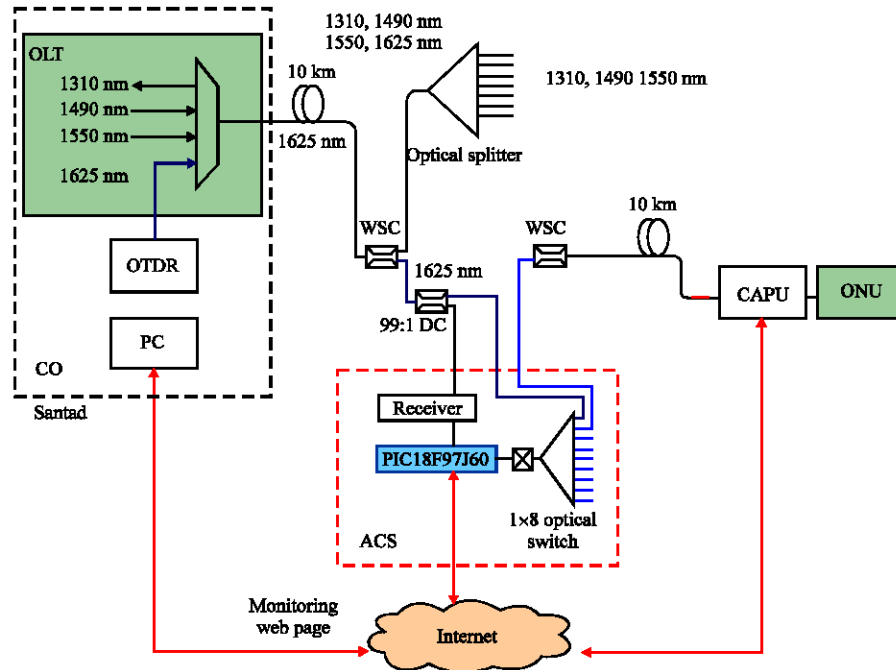 OLT
1310 nm
1490 nm
1550 nm
1625 nm
OTDR
PC
CO
Santad
10 km
1625 nm
1310, 1490 nm
1550, 1625 nm
1310, 1490 1550 nm
Optical splitter
WSC
1625 nm
99:1 DC
WSC
10 km
CAPU
ONU
Receiver
PIC18F97J60
1×8 optical
switch
ACS
Monitoring
web page
Internet